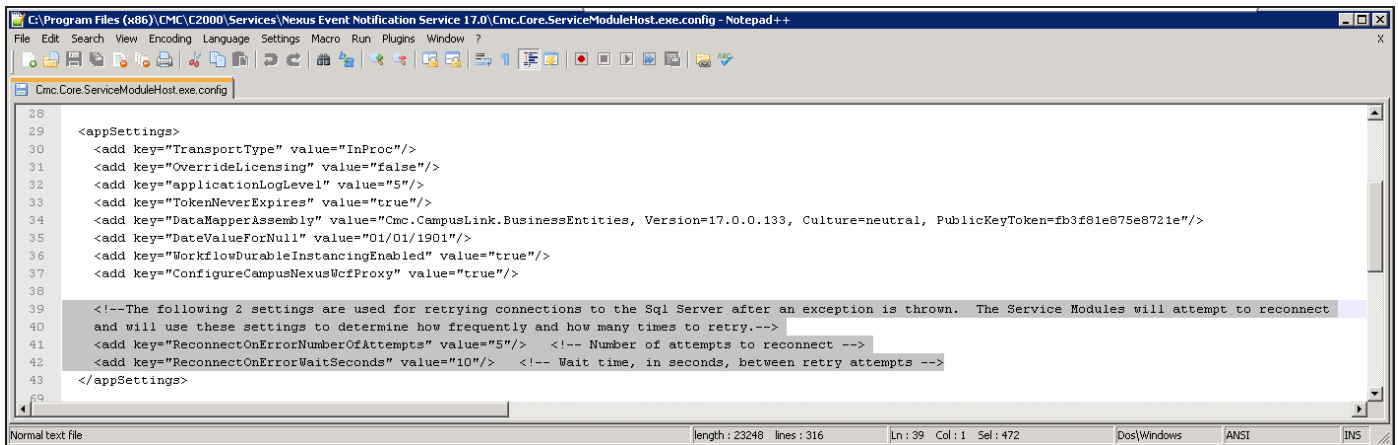 C:\Program Files (x86)\CMC\C2000\Services\Nexus Event Notification Service 17.0\Cmc.Core.ServiceModuleHost.exe.config - Notepad++
File Edit Search View Encoding Language Settings Macro Run Plugins Window ? X
Cmc.Core.ServiceModuleHost.exe.config
28
29 <appSettings>
30 <add key="TransportType" value="InProc"/>
31 <add key="OverrideLicensing" value="false"/>
32 <add key="applicationLogLevel" value="5"/>
33 <add key="TokenNeverExpires" value="true"/>
34 <add key="DataMapperAssembly" value="Cmc.CampusLink.BusinessEntities, Version=17.0.0.133, Culture=neutral, PublicKeyToken=fb3f81e875e8721e"/>
35 <add key="DateValueForNull" value="01/01/1901"/>
36 <add key="WorkflowDurableInstancingEnabled" value="true"/>
37 <add key="ConfigureCampusNexusWcfProxy" value="true"/>
38
39 <!--The following 2 settings are used for retrying connections to the Sql Server after an exception is thrown.  The Service Modules will attempt to reconnect
40 and will use these settings to determine how frequently and how many times to retry.-->
41 <add key="ReconnectOnErrorNumberOfAttempts" value="5"/>   <!-- Number of attempts to reconnect -->
42 <add key="ReconnectOnErrorWaitSeconds" value="10"/>   <!-- Wait time, in seconds, between retry attempts -->
43 </appSettings>
69
Normal text file length : 23248 lines : 316 Ln : 39 Col : 1 Sel : 472 Dos\Windows ANSI INS